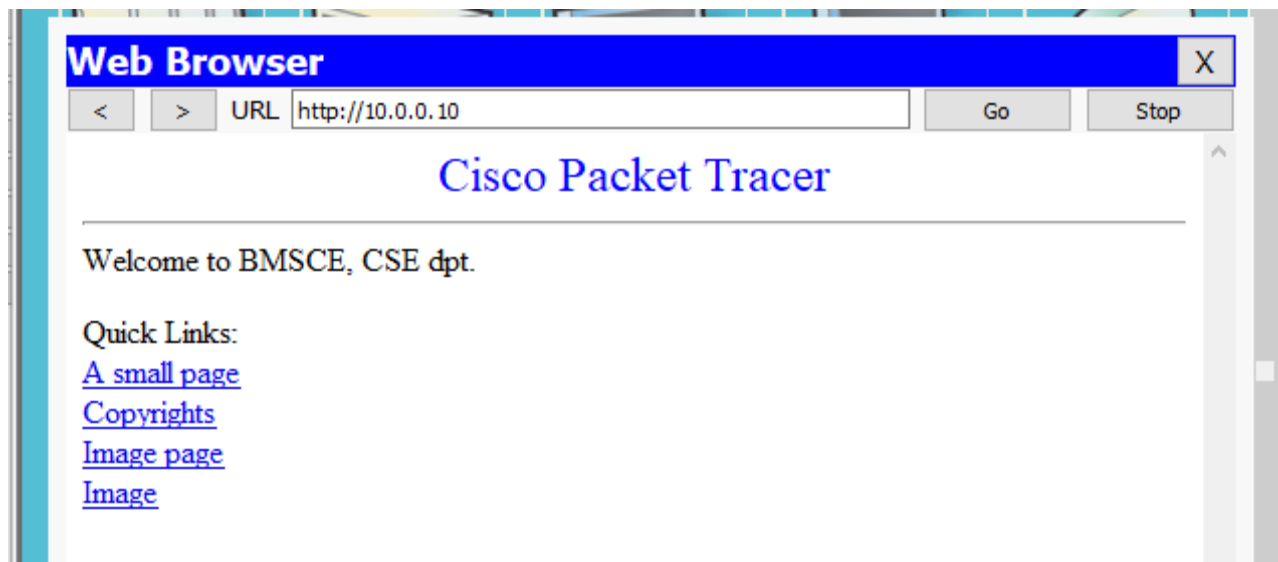 Web Browser X
< > URL http://10.0.0.10 Go Stop
Cisco Packet Tracer
Welcome to BMSCE, CSE dpt.
Quick Links:
A small page
Copyrights
Image page
Image